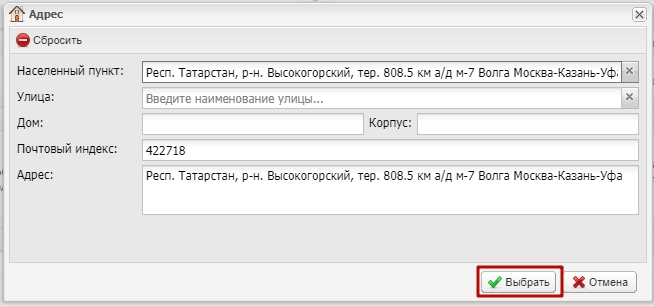 Адрес
Сбросить
Населенный пункт: Респ. Татарстан, р-н. Высокогорский, тер. 808.5 км а/д м-7 Волга Москва-Казань-Уфа
Улица: Введите наименование улицы...
Дом: Корпус:
Почтовый индекс: 422718
Адрес: Респ. Татарстан, р-н. Высокогорский, тер. 808.5 км а/д м-7 Волга Москва-Казань-Уфа
Выбрать Отмена